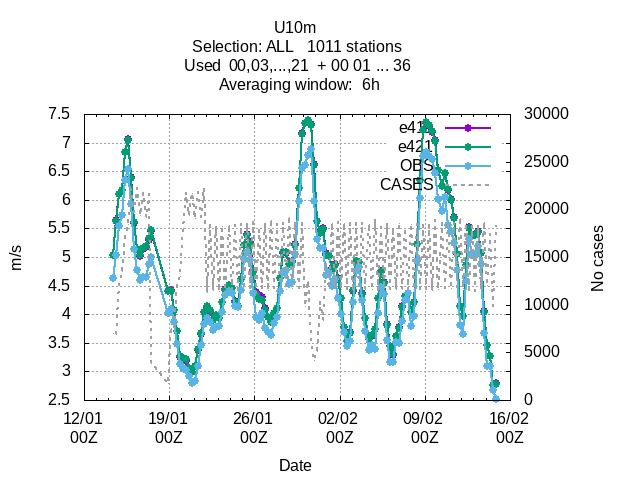 U10m
Selection: ALL   1011 stations
Used  00,03,...,21  + 00 01 ... 36
Averaging window:  6h
7.5
7
6.5
6
5.5
5
4.5
4
3.5
3
2.5
m/s
30000
25000
20000
15000
10000
5000
0
No cases
e421
OBS
CASES
12/01 19/01 26/01 02/02 09/02 16/02
00Z 00Z 00Z 00Z 00Z 00Z
Date